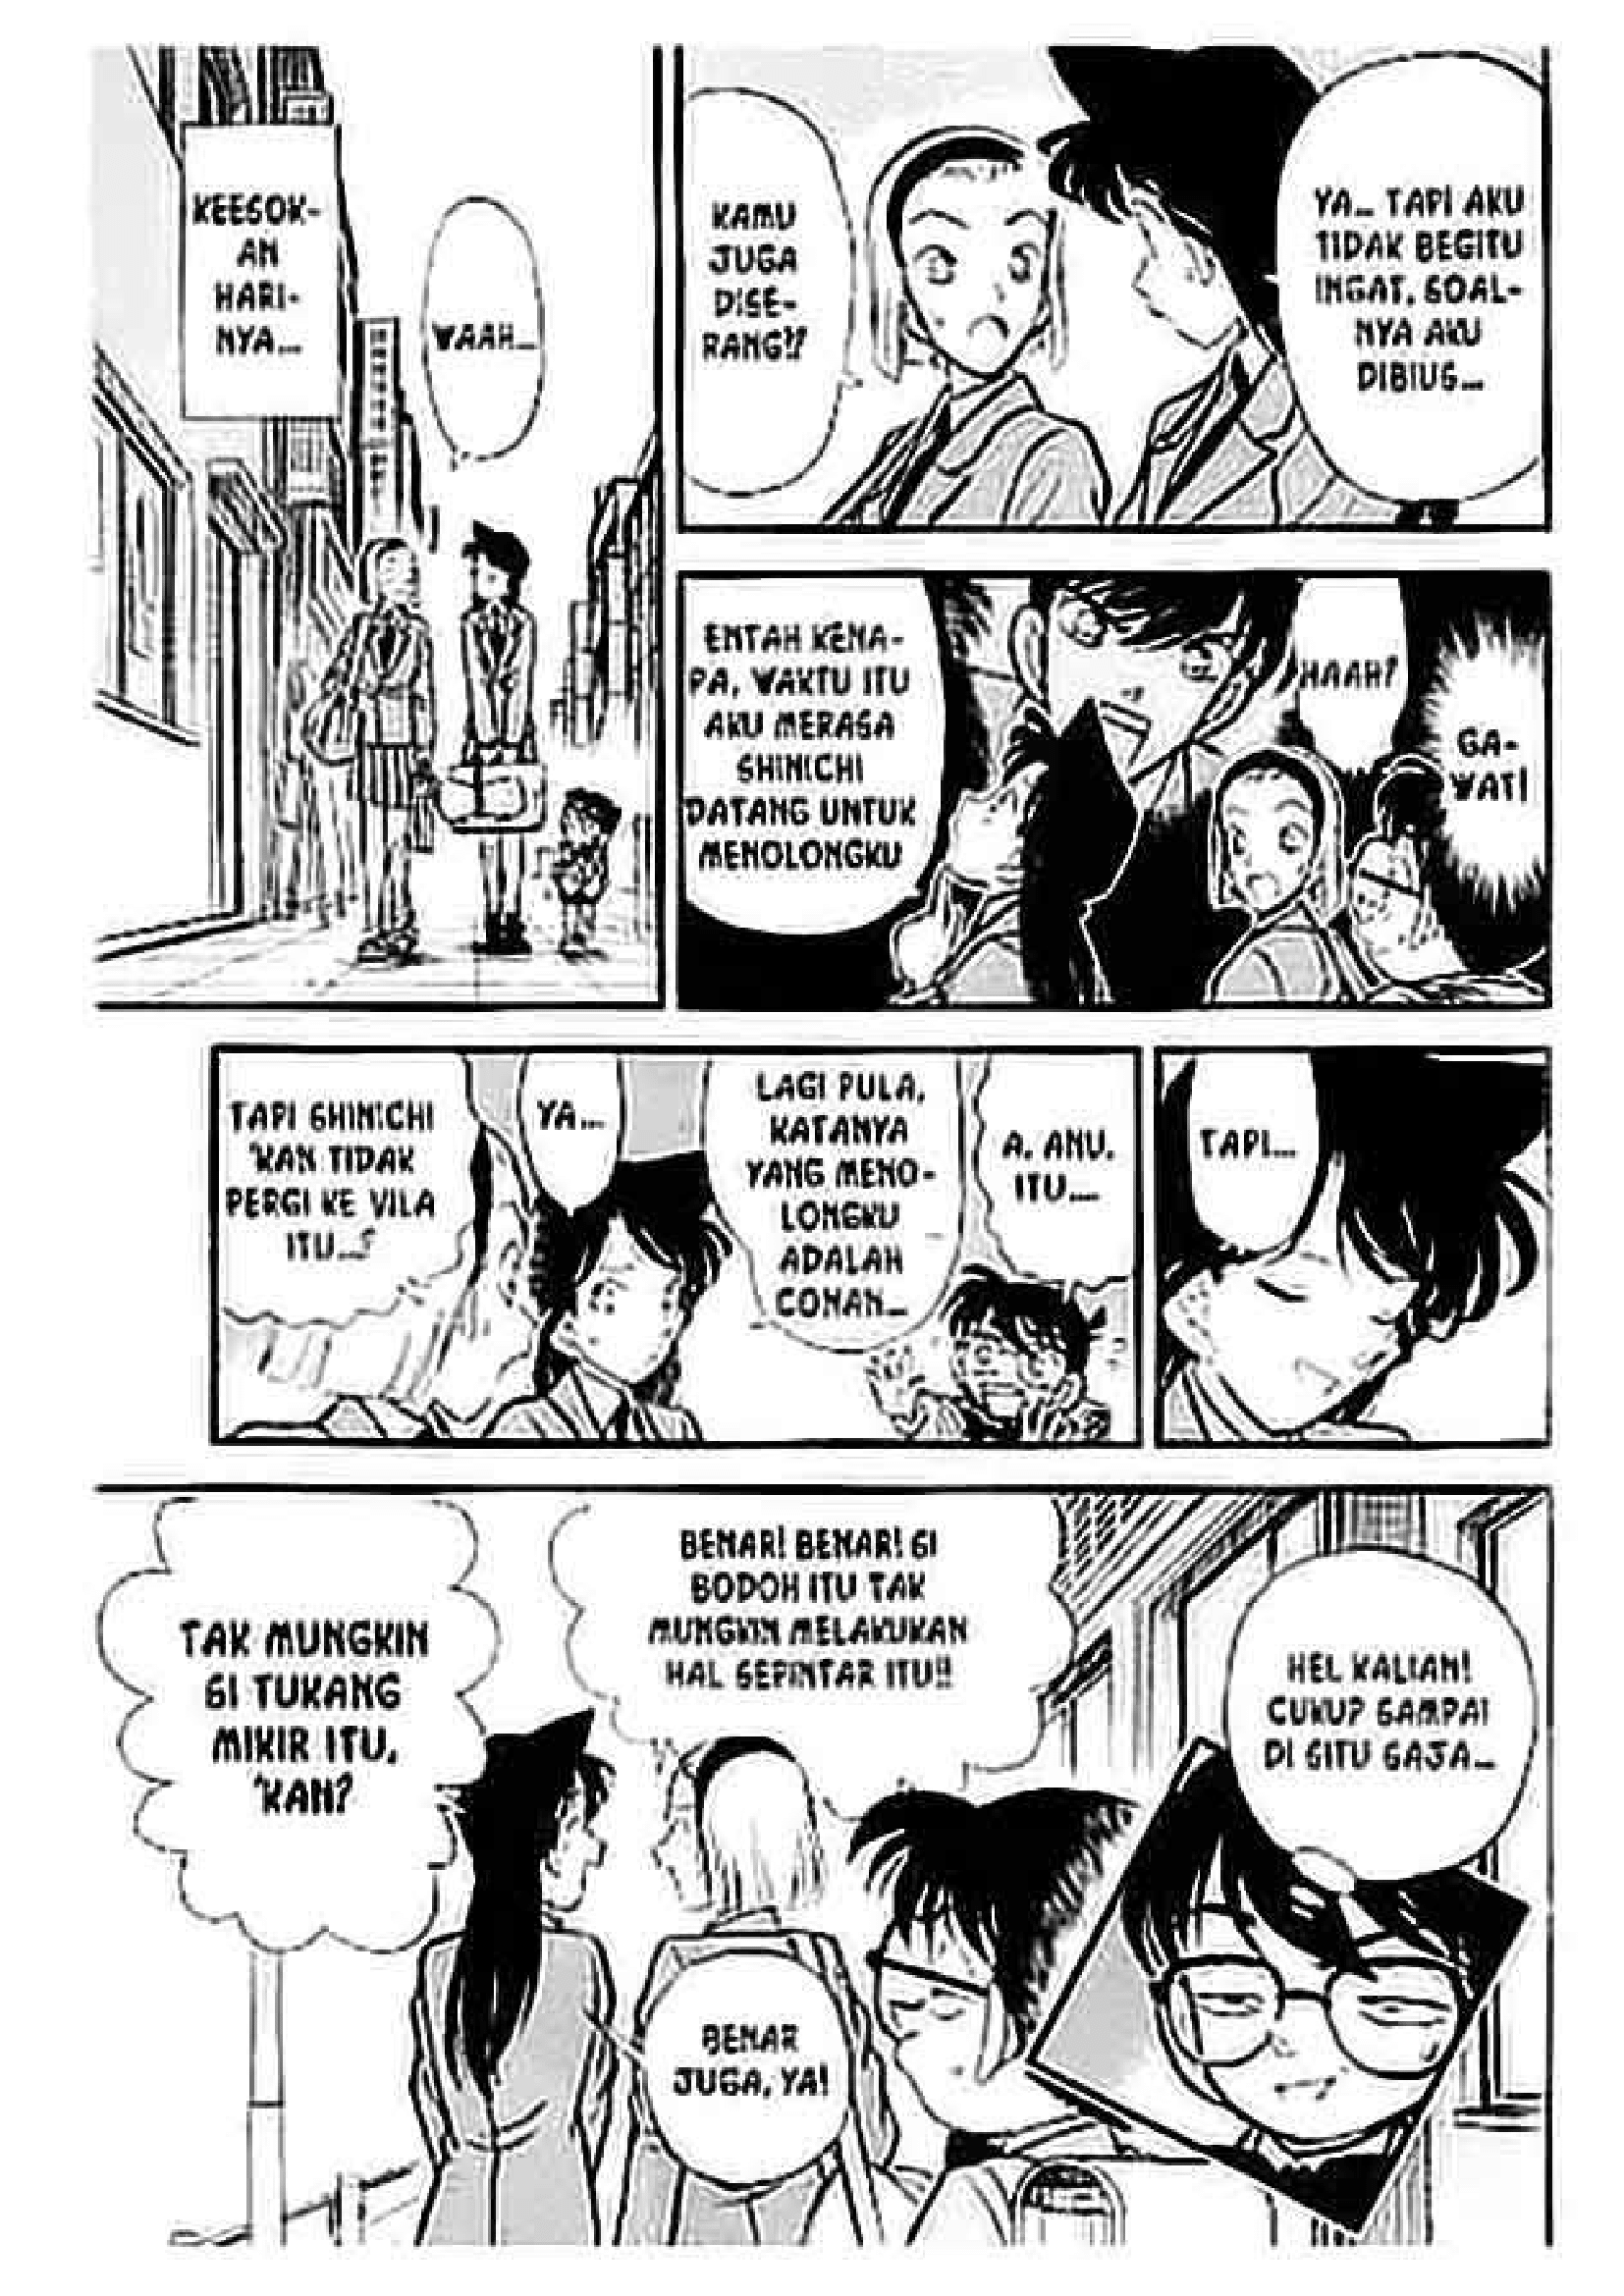 KEESOK-
AN
HARI-
NYA...
WAAH...
KAMU
JUGA
DISE-
RANG!?
YA... TAPI AKU
TIDAK BEGITU
INGAT, SOAL-
NYA AKU
DIBIUS...
ENTAH KENA-
PA, WAKTU ITU
AKU MERASA
SHINICHI
DATANG UNTUK
MENOLONGKU
HAAH?
GA-
WAT!
TAPI SHINICHI
'KAN TIDAK
PERGI KE VILA
ITU...?
YA...
LAGI PULA,
KATANYA
YANG MENO-
LONGKU
ADALAH
CONAN...
A, ANU,
ITU....
TAPI...
TAK MUNGKIN
SI TUKANG
MIKIR ITU,
'KAN?
BENAR! BENAR! SI
BODOH ITU TAK
MUNGKIN MELAKUKAN
HAL SEPINTAR ITU!!
BENAR
JUGA, YA!
HEI KALIAN!
CUKUP SAMPAI
DI SITU SAJA...